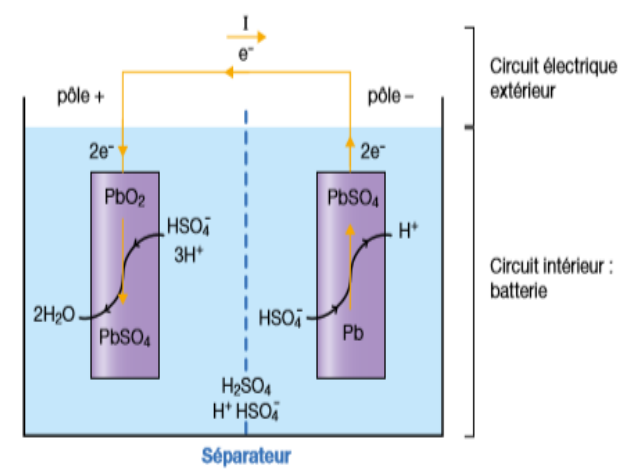 I
e⁻
Circuit électrique
extérieur
pôle +
pôle –
2e⁻
2e⁻
PbO₂
PbSO₄
HSO₄⁻
3H⁺
H⁺
Circuit intérieur :
batterie
2H₂O
PbSO₄
HSO₄⁻
Pb
H₂SO₄
H⁺ HSO₄⁻
Séparateur